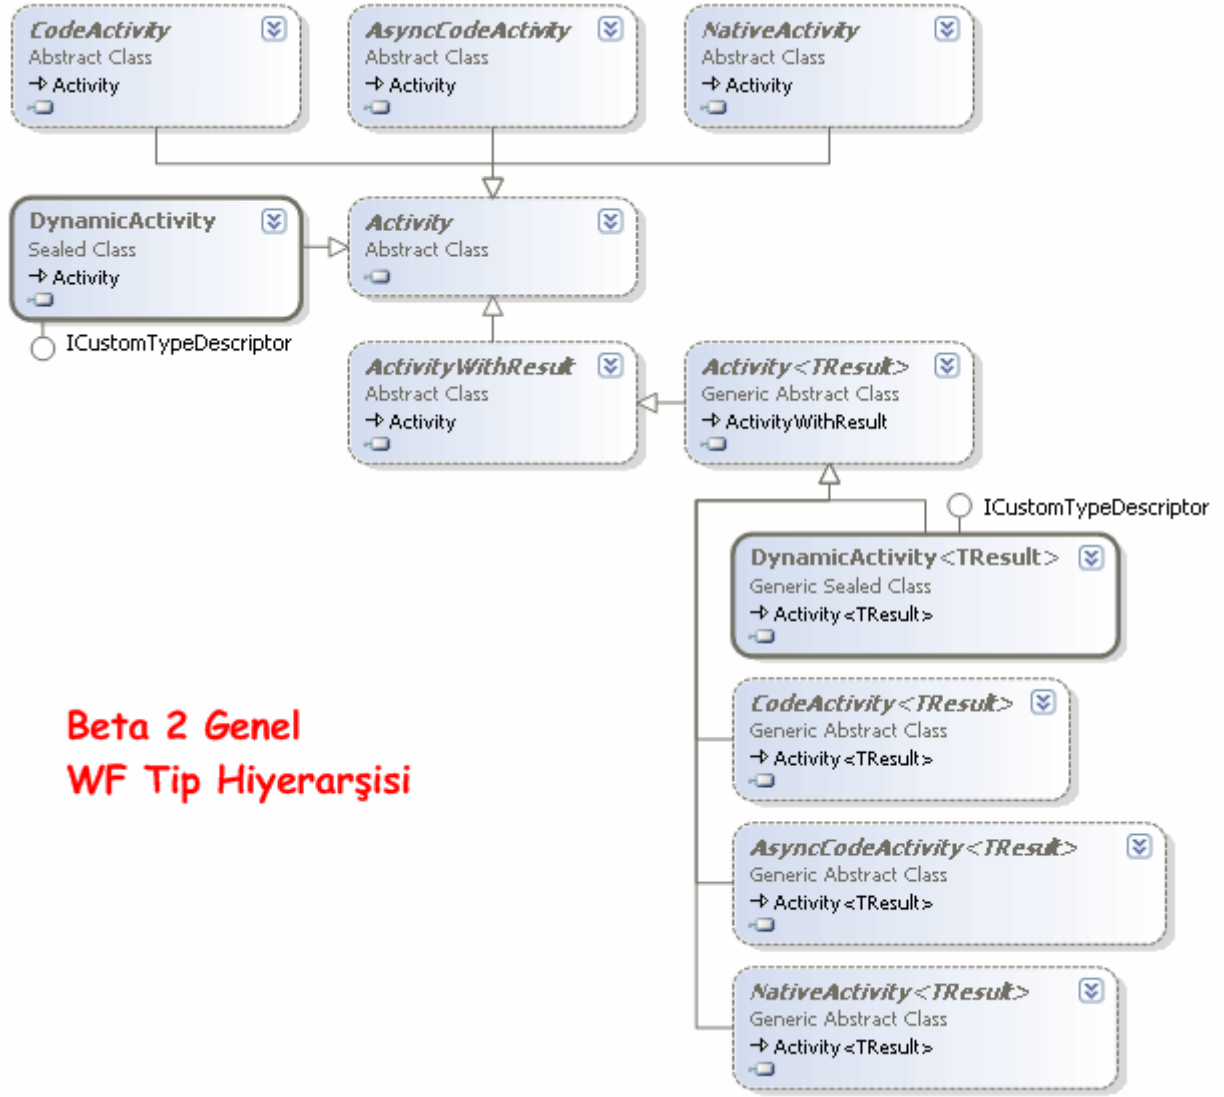 CodeActivity
Abstract Class
Activity
AsyncCodeActivity
Abstract Class
Activity
NativeActivity
Abstract Class
Activity
DynamicActivity
Sealed Class
Activity
ICustomTypeDescriptor
Activity
Abstract Class
ActivityWithResult
Abstract Class
Activity
Activity<TResult>
Generic Abstract Class
ActivityWithResult
ICustomTypeDescriptor
DynamicActivity<TResult>
Generic Sealed Class
Activity<TResult>
CodeActivity<TResult>
Generic Abstract Class
Activity<TResult>
AsyncCodeActivity<TResult>
Generic Abstract Class
Activity<TResult>
NativeActivity<TResult>
Generic Abstract Class
Activity<TResult>
Beta 2 Genel
WF Tip Hiyerarşisi